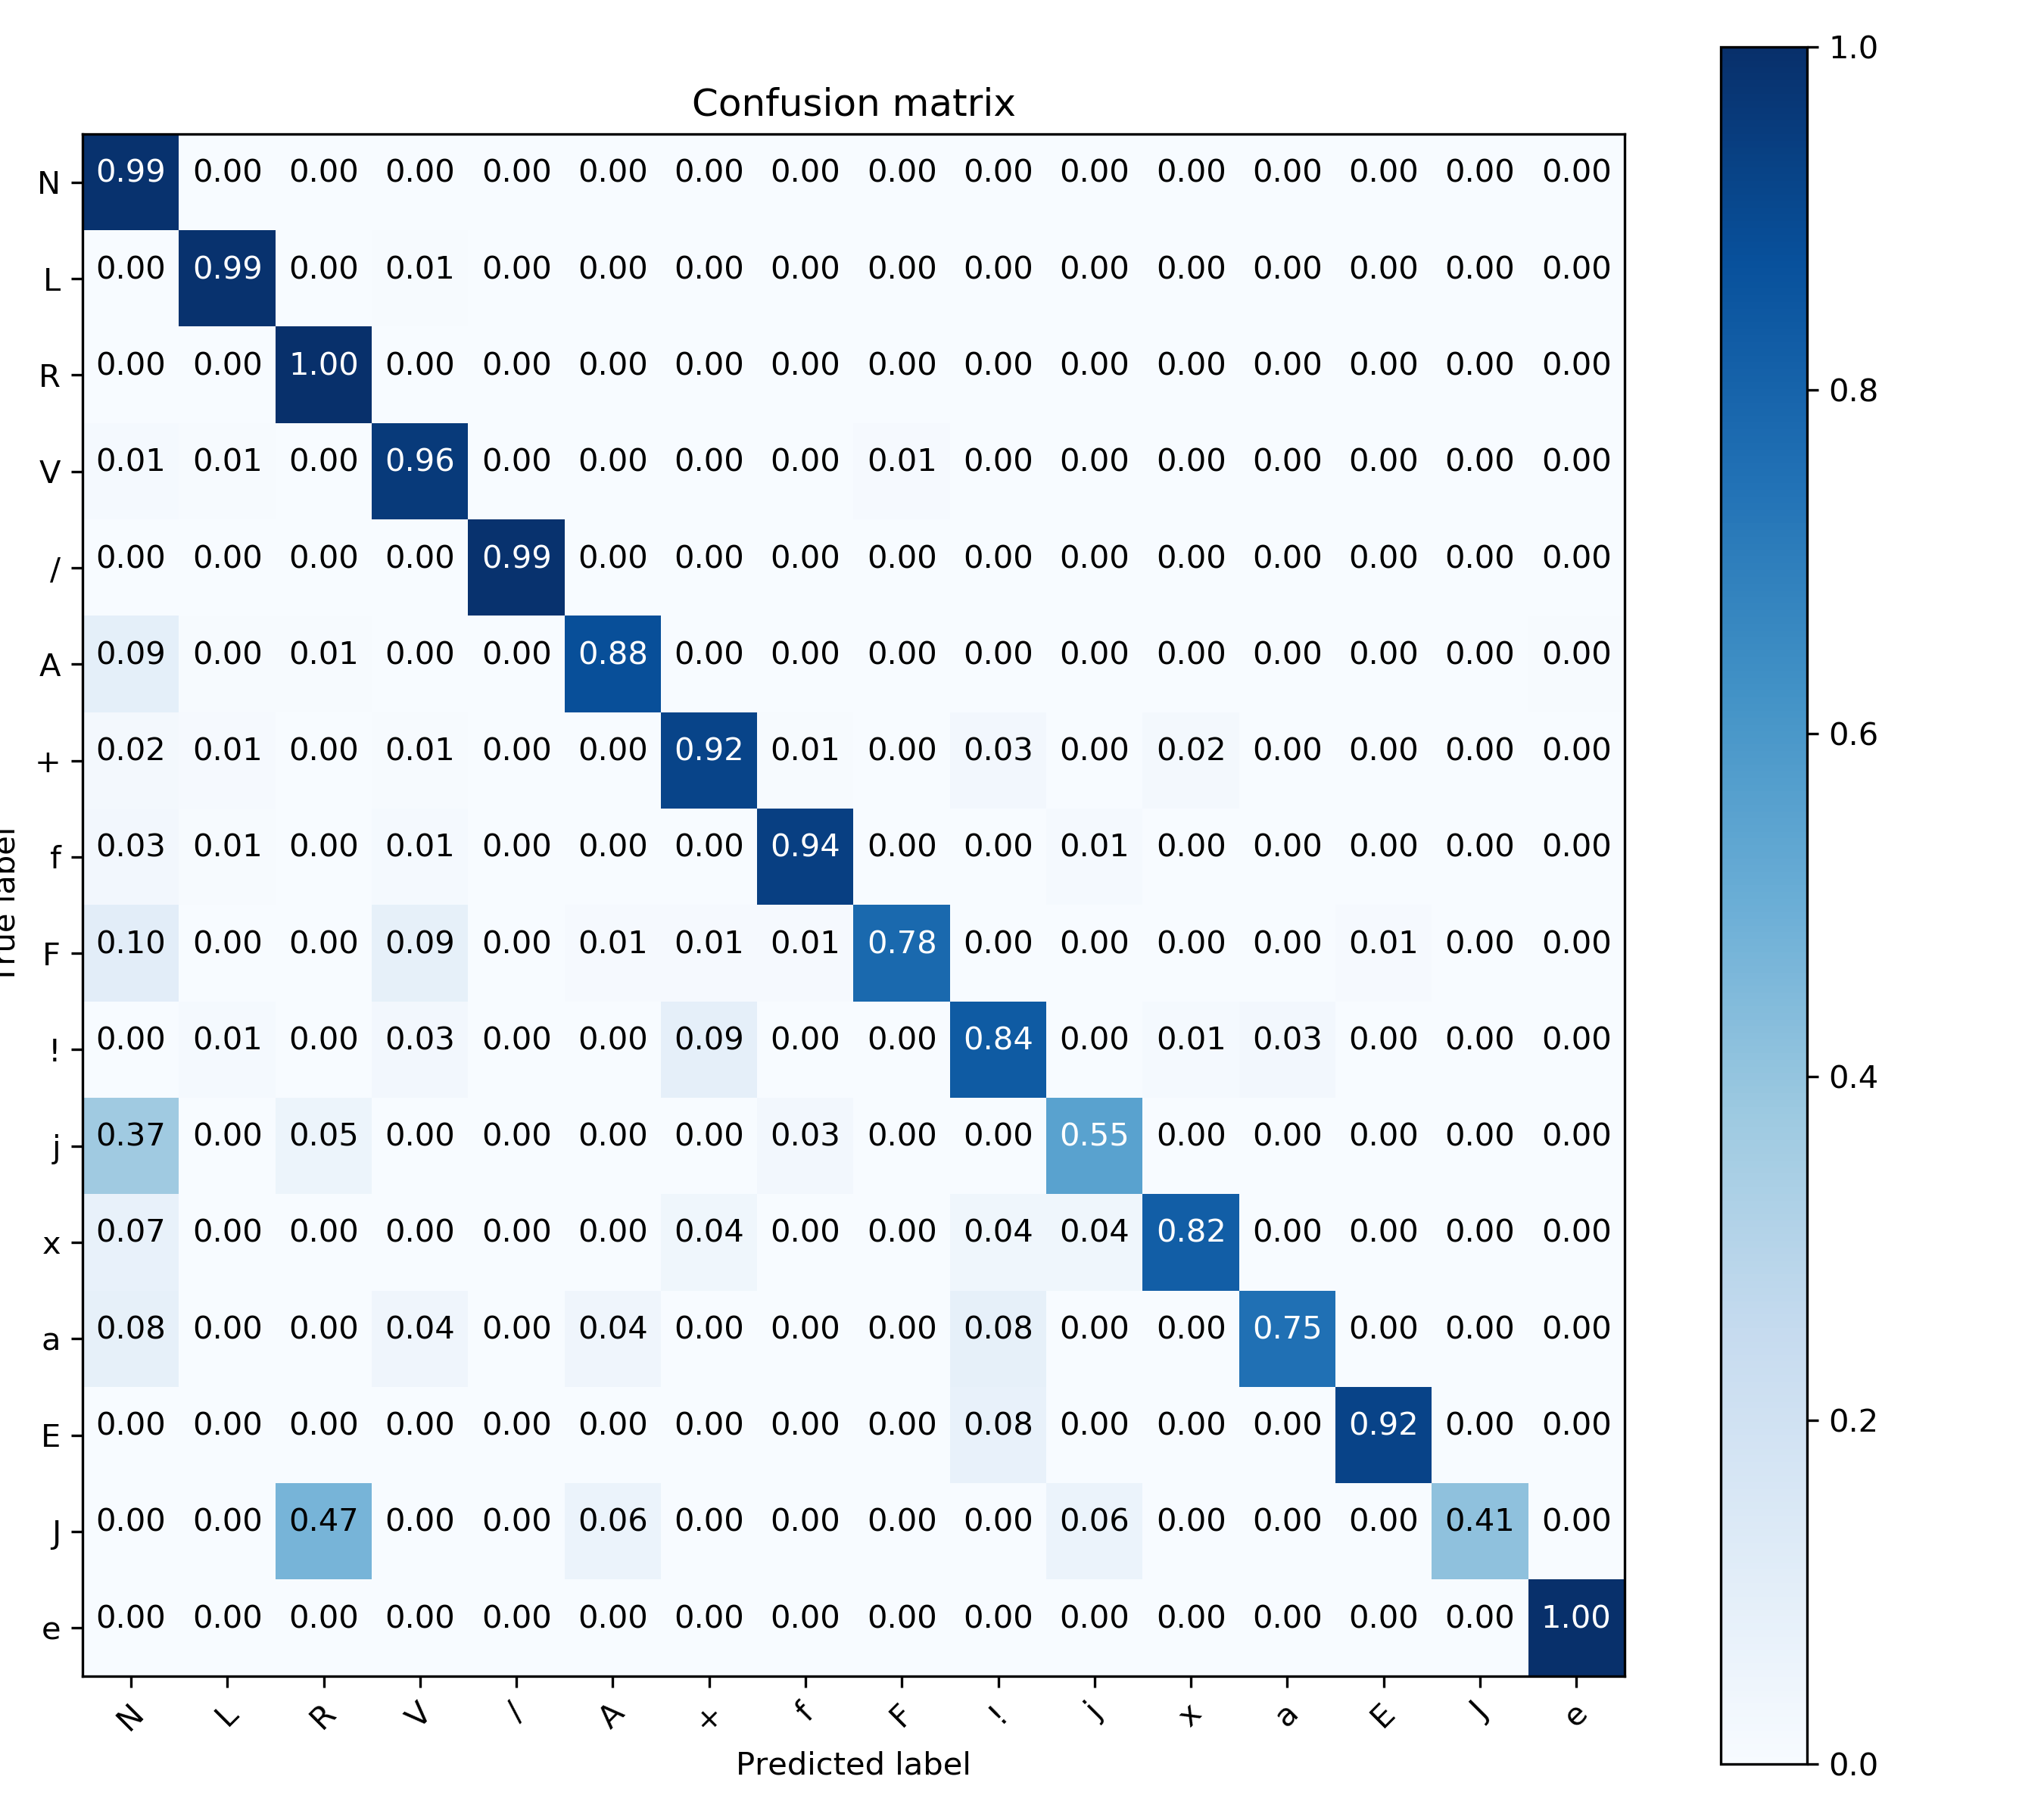 Confusion matrix
N 0.99 0.00 0.00 0.00 0.00 0.00 0.00 0.00 0.00 0.00 0.00 0.00 0.00 0.00 0.00 0.00
L 0.00 0.99 0.00 0.01 0.00 0.00 0.00 0.00 0.00 0.00 0.00 0.00 0.00 0.00 0.00 0.00
R 0.00 0.00 1.00 0.00 0.00 0.00 0.00 0.00 0.00 0.00 0.00 0.00 0.00 0.00 0.00 0.00
V 0.01 0.01 0.00 0.96 0.00 0.00 0.00 0.00 0.01 0.00 0.00 0.00 0.00 0.00 0.00 0.00
/ 0.00 0.00 0.00 0.00 0.99 0.00 0.00 0.00 0.00 0.00 0.00 0.00 0.00 0.00 0.00 0.00
A 0.09 0.00 0.01 0.00 0.00 0.88 0.00 0.00 0.00 0.00 0.00 0.00 0.00 0.00 0.00 0.00
+ 0.02 0.01 0.00 0.01 0.00 0.00 0.92 0.01 0.00 0.03 0.00 0.02 0.00 0.00 0.00 0.00
f 0.03 0.01 0.00 0.01 0.00 0.00 0.00 0.94 0.00 0.00 0.01 0.00 0.00 0.00 0.00 0.00
F 0.10 0.00 0.00 0.09 0.00 0.01 0.01 0.01 0.78 0.00 0.00 0.00 0.00 0.01 0.00 0.00
! 0.00 0.01 0.00 0.03 0.00 0.00 0.09 0.00 0.00 0.84 0.00 0.01 0.03 0.00 0.00 0.00
j 0.37 0.00 0.05 0.00 0.00 0.00 0.00 0.03 0.00 0.00 0.55 0.00 0.00 0.00 0.00 0.00
x 0.07 0.00 0.00 0.00 0.00 0.00 0.04 0.00 0.00 0.04 0.04 0.82 0.00 0.00 0.00 0.00
a 0.08 0.00 0.00 0.04 0.00 0.04 0.00 0.00 0.00 0.08 0.00 0.00 0.75 0.00 0.00 0.00
E 0.00 0.00 0.00 0.00 0.00 0.00 0.00 0.00 0.00 0.08 0.00 0.00 0.00 0.92 0.00 0.00
J 0.00 0.00 0.47 0.00 0.00 0.06 0.00 0.00 0.00 0.00 0.06 0.00 0.00 0.00 0.41 0.00
e 0.00 0.00 0.00 0.00 0.00 0.00 0.00 0.00 0.00 0.00 0.00 0.00 0.00 0.00 0.00 1.00
N L R V / A + f F ! j x a E J e
Predicted label
True label
1.0
0.8
0.6
0.4
0.2
0.0